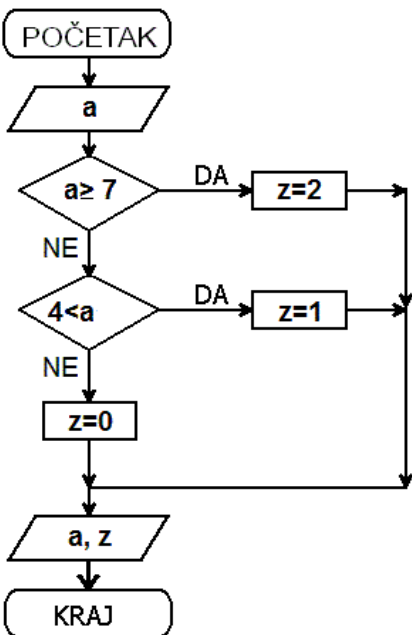 POČETAK
a
a≥ 7
DA
z=2
NE
4<a
DA
z=1
NE
z=0
a, z
KRAJ